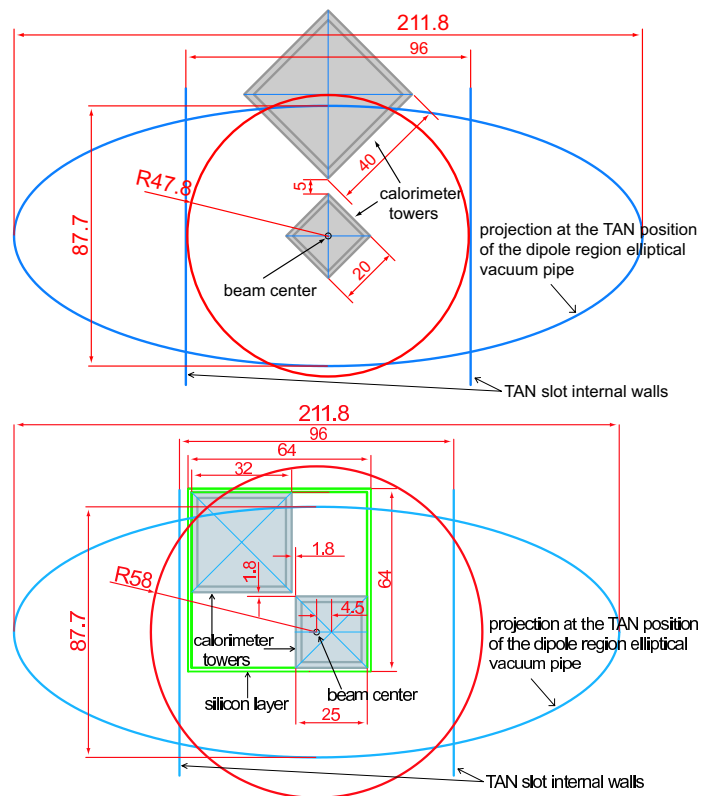 211.8
96
R47.8
87.7
5
40
calorimeter
towers
20
beam center
projection at the TAN position
of the dipole region elliptical
vacuum pipe
TAN slot internal walls
211.8
96
64
32
R58
1.8
1.8
64
87.7
4.5
calorimeter
towers
projection at the TAN position
of the dipole region elliptical
vacuum pipe
silicon layer
beam center
25
TAN slot internal walls